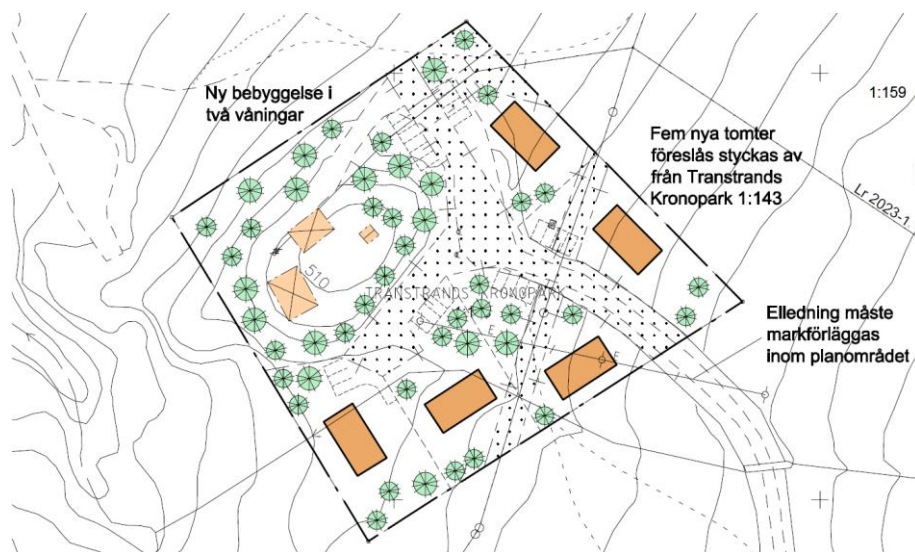 Ny bebyggelse i
två våningar
1:159
Fem nya tomter
föreslås styckas av
från Transtrands
Kronopark 1:143
Lr 2023-1
510
TRANSTRANDS KRONOPARK
Elledning måste
markförläggas
inom planområdet
E
E